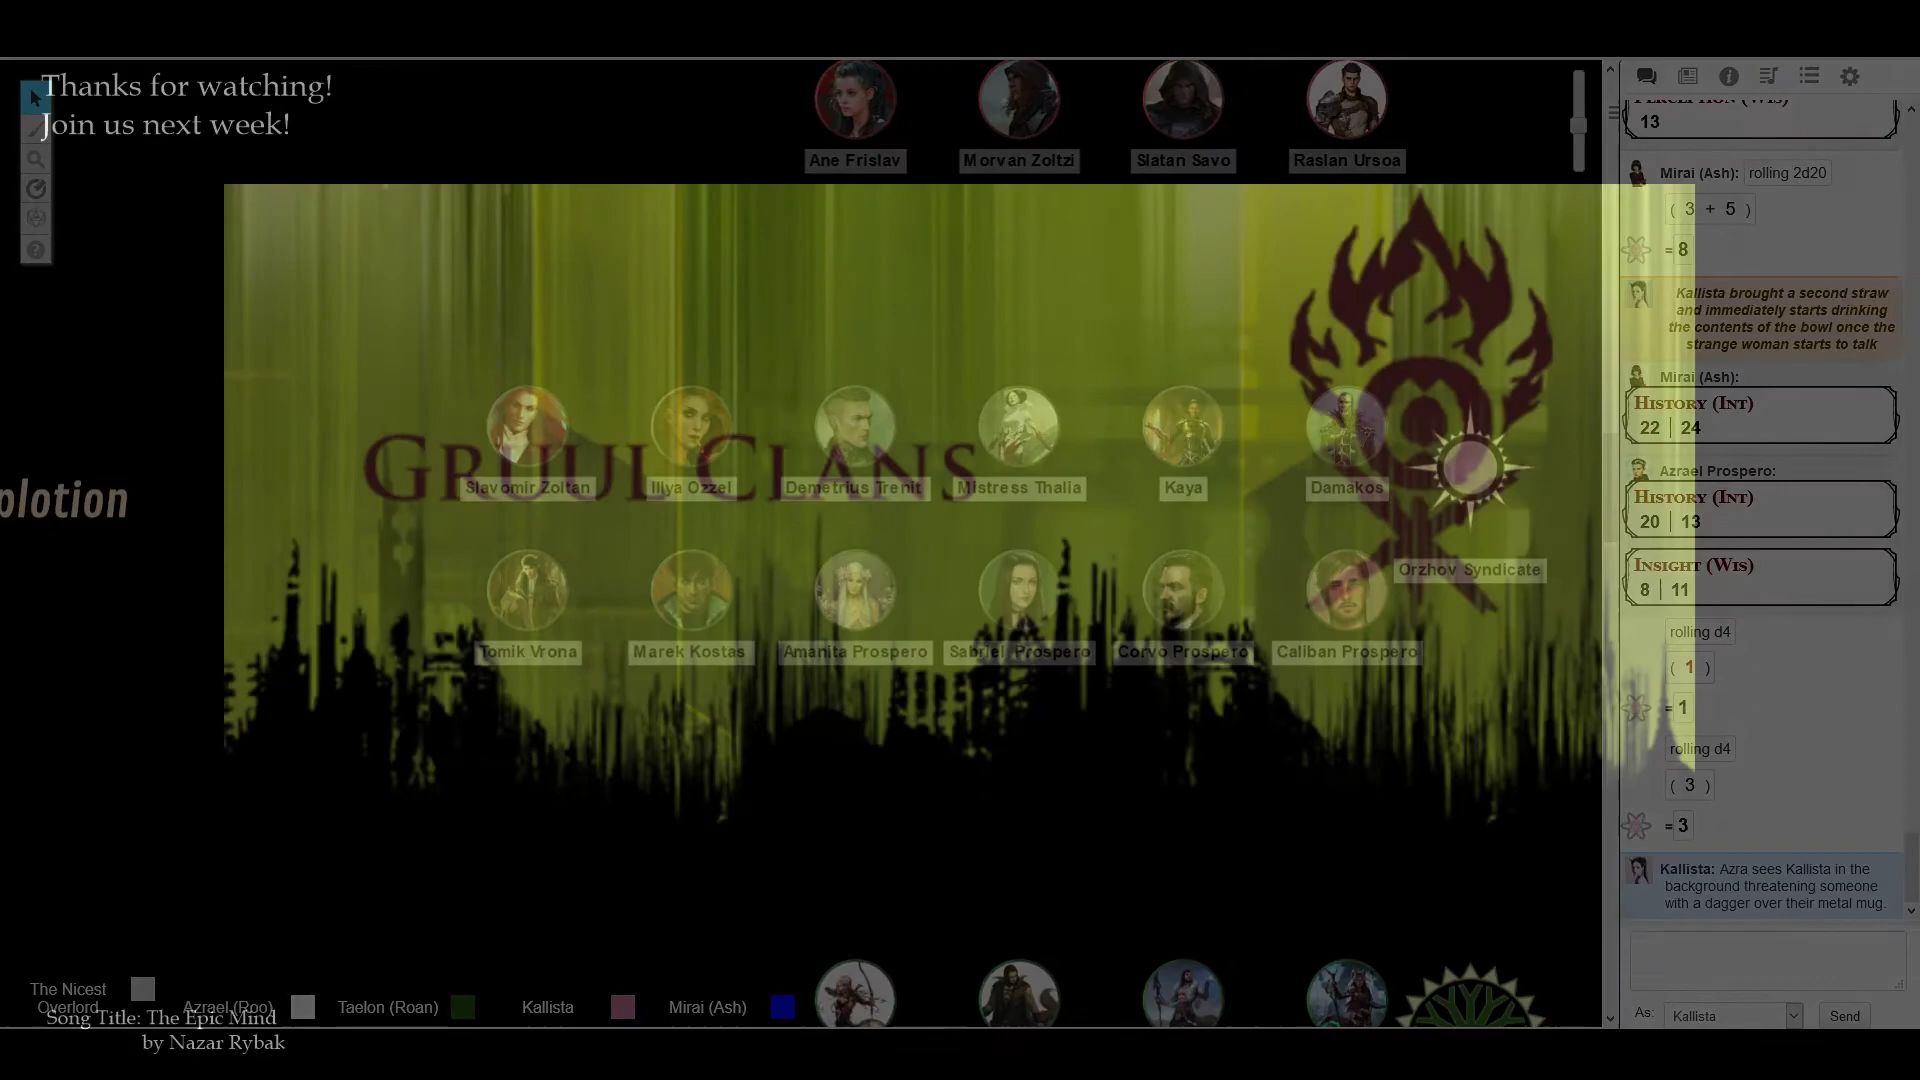 Thanks for watching!
Join us next week!
Ane Frislav
Morvan Zoltzi
Slatan Savo
Raslan Ursoa
plotion
Gruul Clans
Slavomir Zoltan
Illya Ozzel
Demetrius Trenit
Mistress Thalia
Kaya
Damakos
Orzhov Syndicate
Tomik Vrona
Marek Kostas
Amanita Prospero
Sabriel Prospero
Corvo Prospero
Caliban Prospero
The Nicest
Overlord
Azrael (Roo)
Taelon (Roan)
Kallista
Mirai (Ash)
Song Title: The Epic Mind
by Nazar Rybak
Perception (Wis)
13
Mirai (Ash): rolling 2d20
( 3 + 5 )
= 8
Kallista brought a second straw
and immediately starts drinking
the contents of the bowl once the
strange woman starts to talk
Mirai (Ash):
History (Int)
22 | 24
Azrael Prospero:
History (Int)
20 | 13
Insight (Wis)
8 | 11
rolling d4
( 1 )
= 1
rolling d4
( 3 )
= 3
Kallista: Azra sees Kallista in the
background threatening someone
with a dagger over their metal mug.
As: Kallista Send